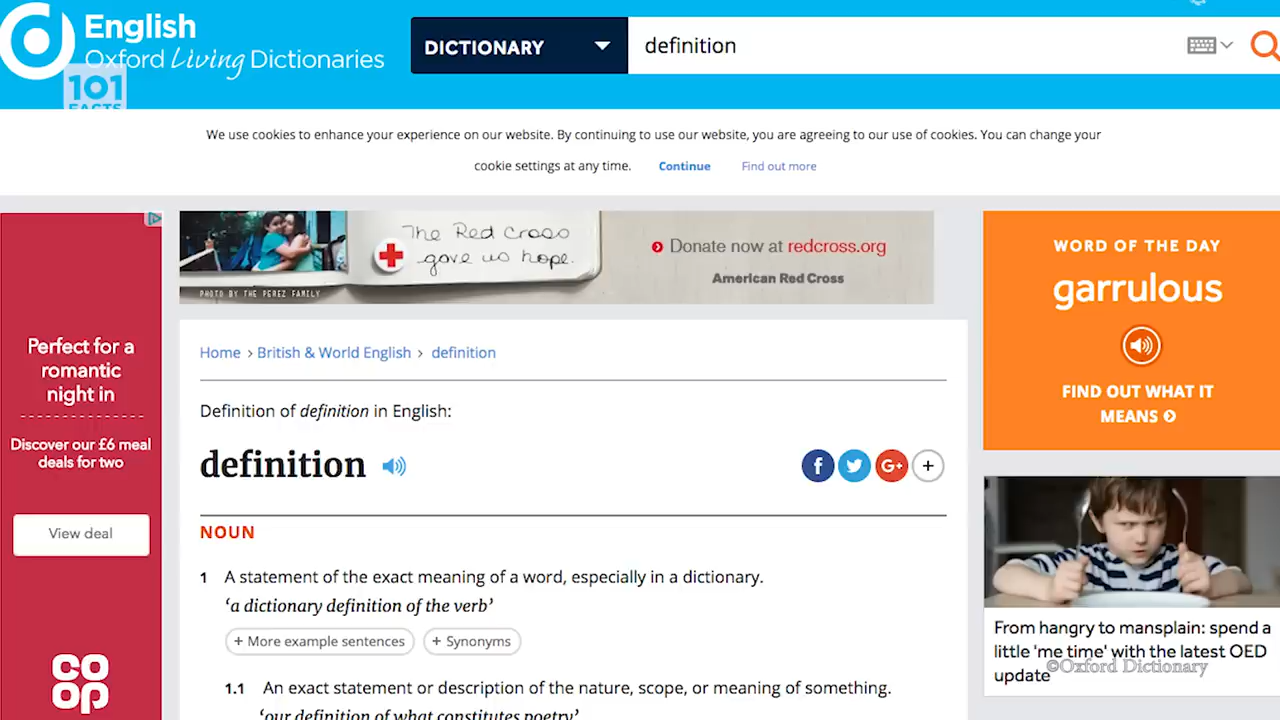 English
Oxford Living Dictionaries
101
FACTS
DICTIONARY
definition
We use cookies to enhance your experience on our website. By continuing to use our website, you are agreeing to our use of cookies. You can change your
cookie settings at any time. Continue Find out more
Perfect for a
romantic
night in
Discover our £6 meal
deals for two
View deal
CO
OP
The Red Cross
gave us hope.
PHOTO BY THE PEREZ FAMILY
Donate now at redcross.org
American Red Cross
Home › British & World English › definition
Definition of definition in English:
definition
f
G+
+
NOUN
1 A statement of the exact meaning of a word, especially in a dictionary.
‘a dictionary definition of the verb’
+ More example sentences + Synonyms
1.1 An exact statement or description of the nature, scope, or meaning of something.
‘our definition of what constitutes poetry’
WORD OF THE DAY
garrulous
FIND OUT WHAT IT
MEANS
From hangry to mansplain: spend a
little 'me time' with the latest OED
update
©Oxford Dictionary